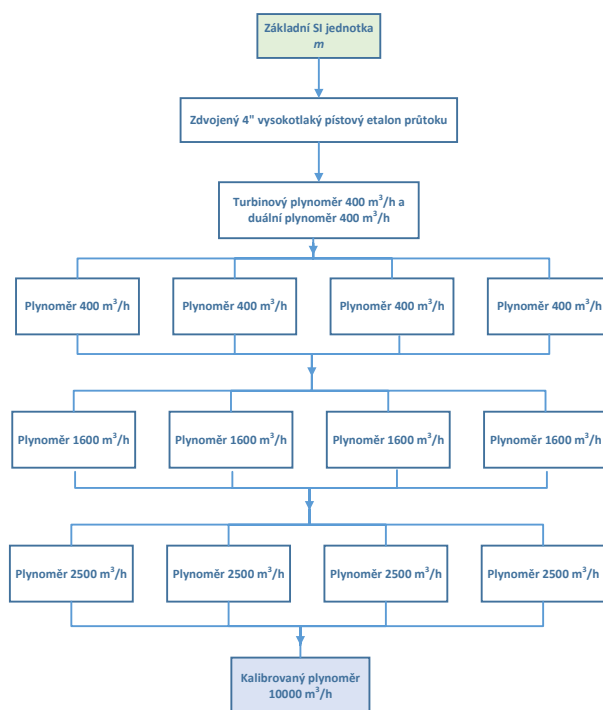 Základní SI jednotka
m
Zdvojený 4" vysokotlaký pístový etalon průtoku
Turbinový plynoměr 400 m³/h a
duální plynoměr 400 m³/h
Plynoměr 400 m³/h
Plynoměr 400 m³/h
Plynoměr 400 m³/h
Plynoměr 400 m³/h
Plynoměr 1600 m³/h
Plynoměr 1600 m³/h
Plynoměr 1600 m³/h
Plynoměr 1600 m³/h
Plynoměr 2500 m³/h
Plynoměr 2500 m³/h
Plynoměr 2500 m³/h
Plynoměr 2500 m³/h
Kalibrovaný plynoměr
10000 m³/h